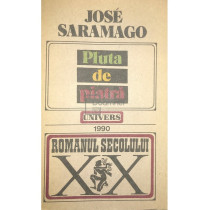 JOSÉ
SARAMAGO
Pluta
de
piatră
UNIVERS
1990
ROMANUL SECOLULUI
XX